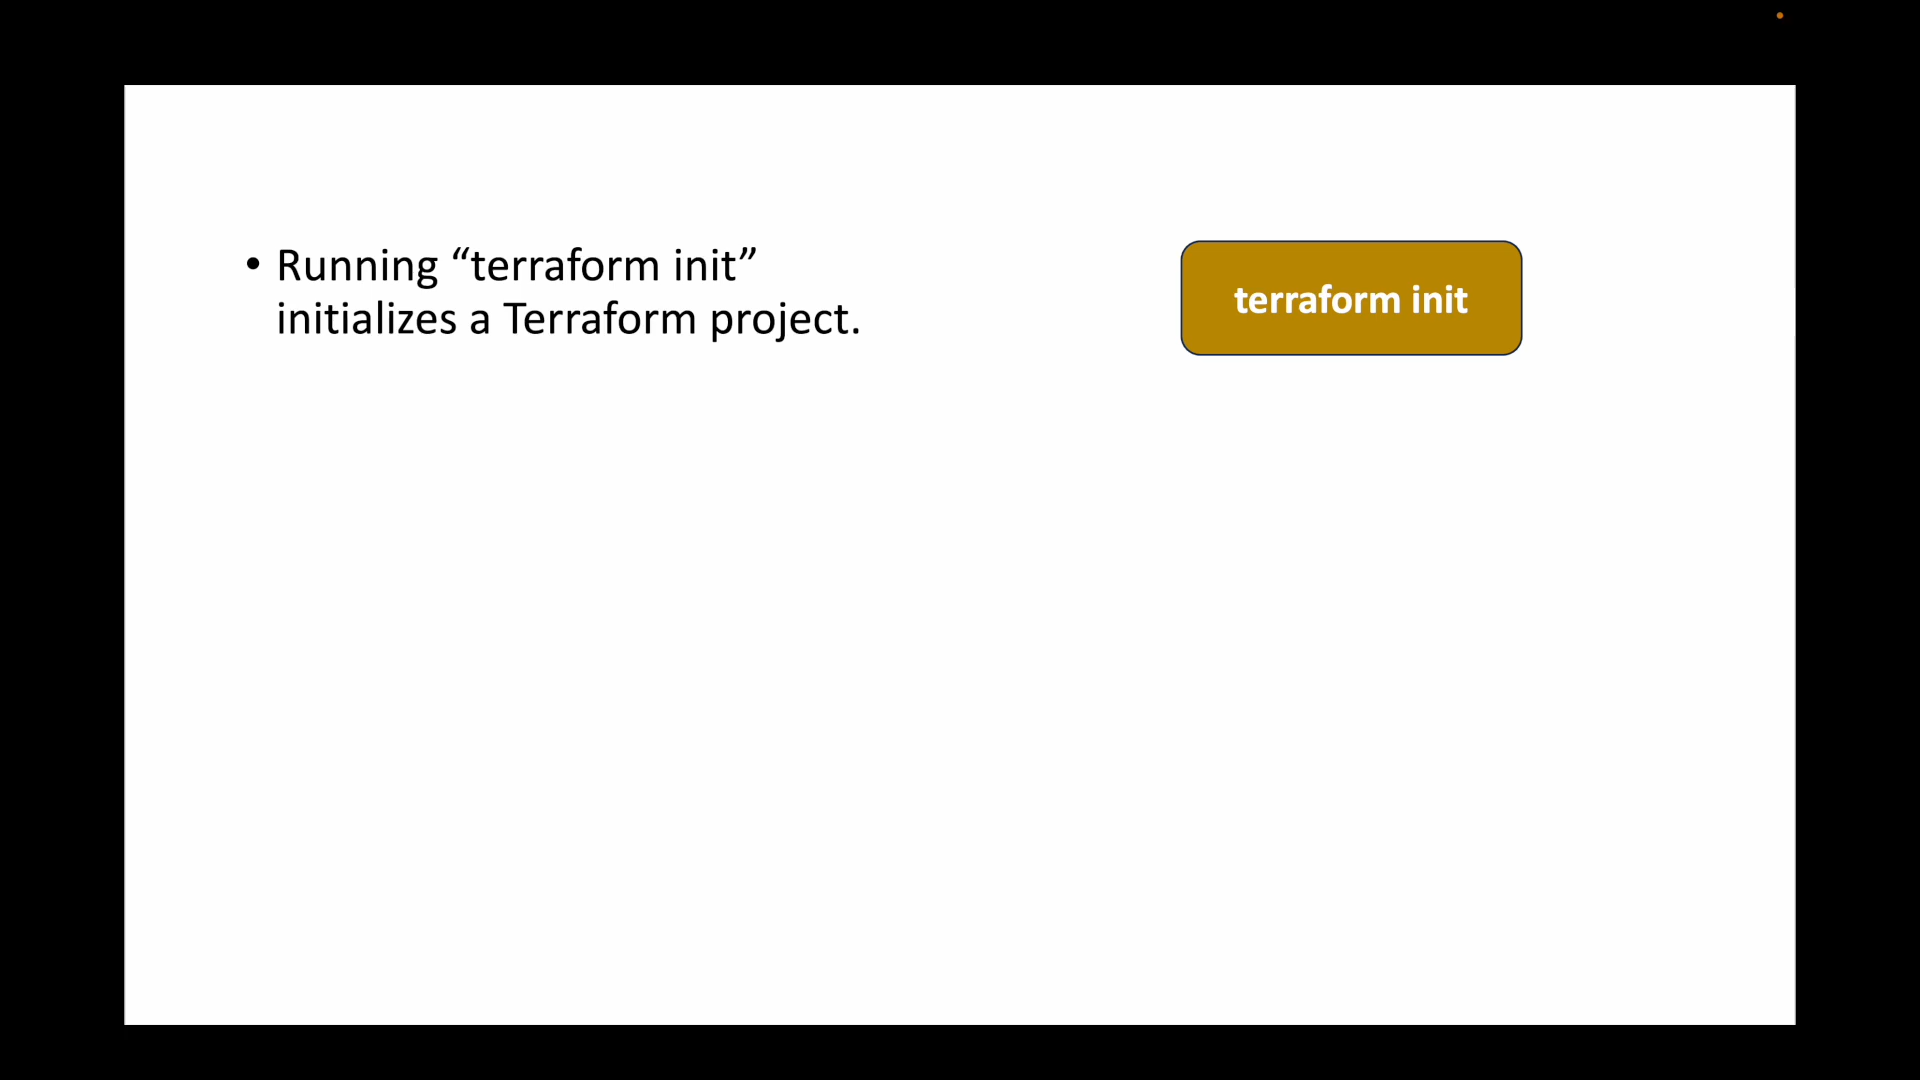 • Running “terraform init”
initializes a Terraform project.
terraform init